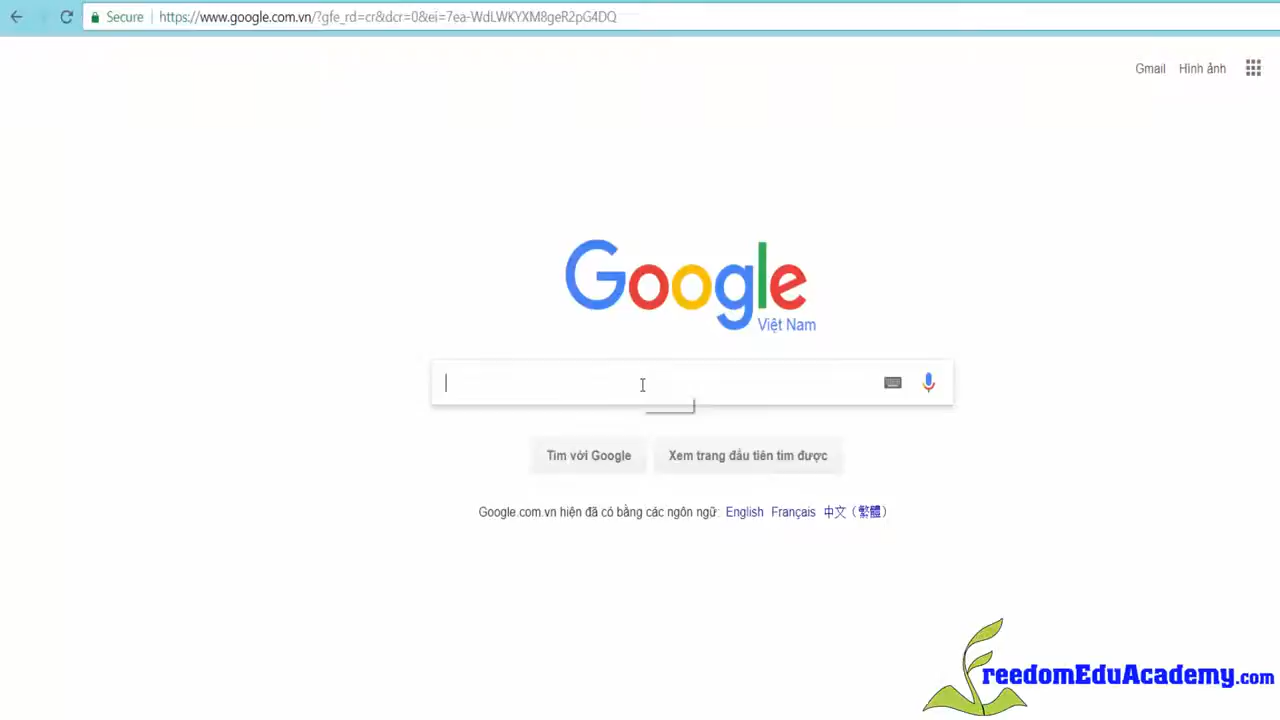 Secure https://www.google.com.vn/?gfe_rd=cr&dcr=0&ei=7ea-WdLWKYXM8geR2pG4DQ
Gmail Hình ảnh
Google
Việt Nam
Tìm với Google Xem trang đầu tiên tìm được
Google.com.vn hiện đã có bằng các ngôn ngữ: English Français 中文（繁體）
reedomEduAcademy.com